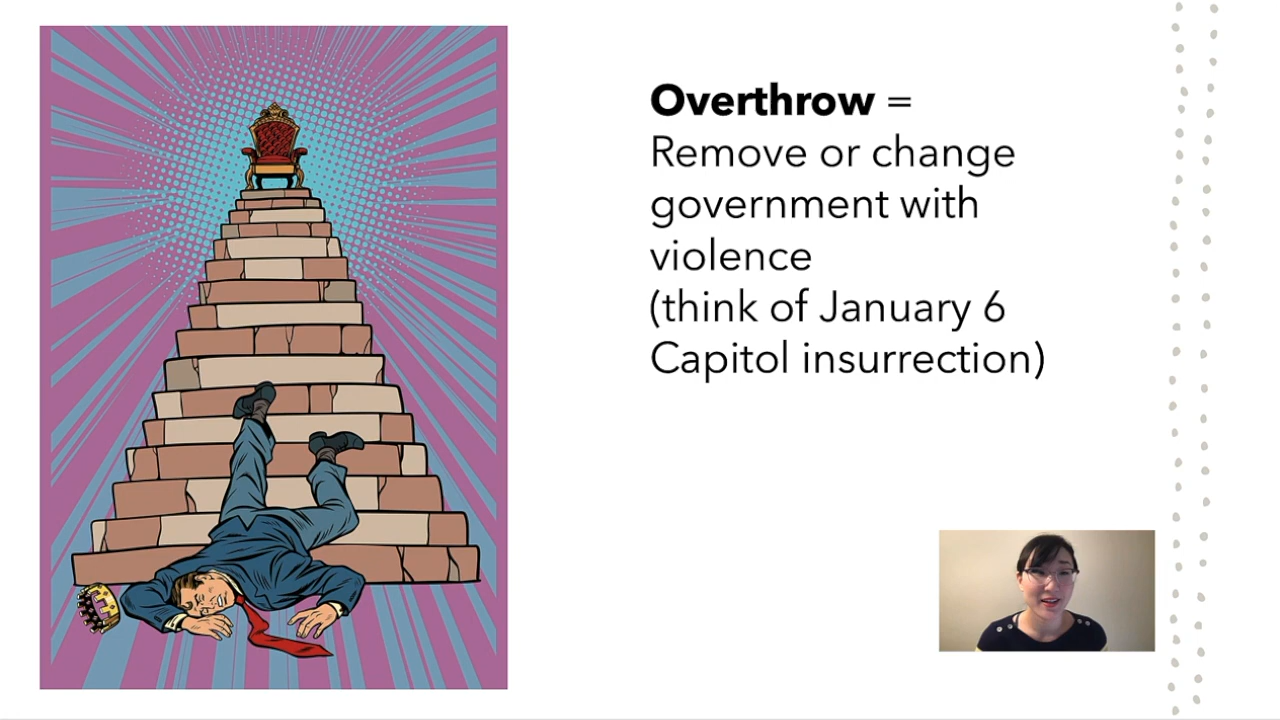 Overthrow =
Remove or change
government with
violence
(think of January 6
Capitol insurrection)